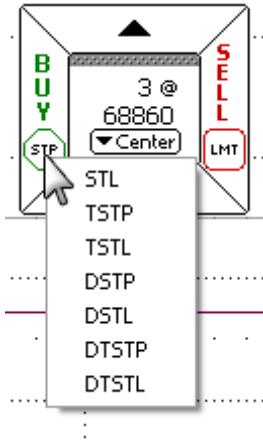 BUY
SELL
3 @
68860
Center
STP
LMT
STL
TSTP
TSTL
DSTP
DSTL
DTSTP
DTSTL